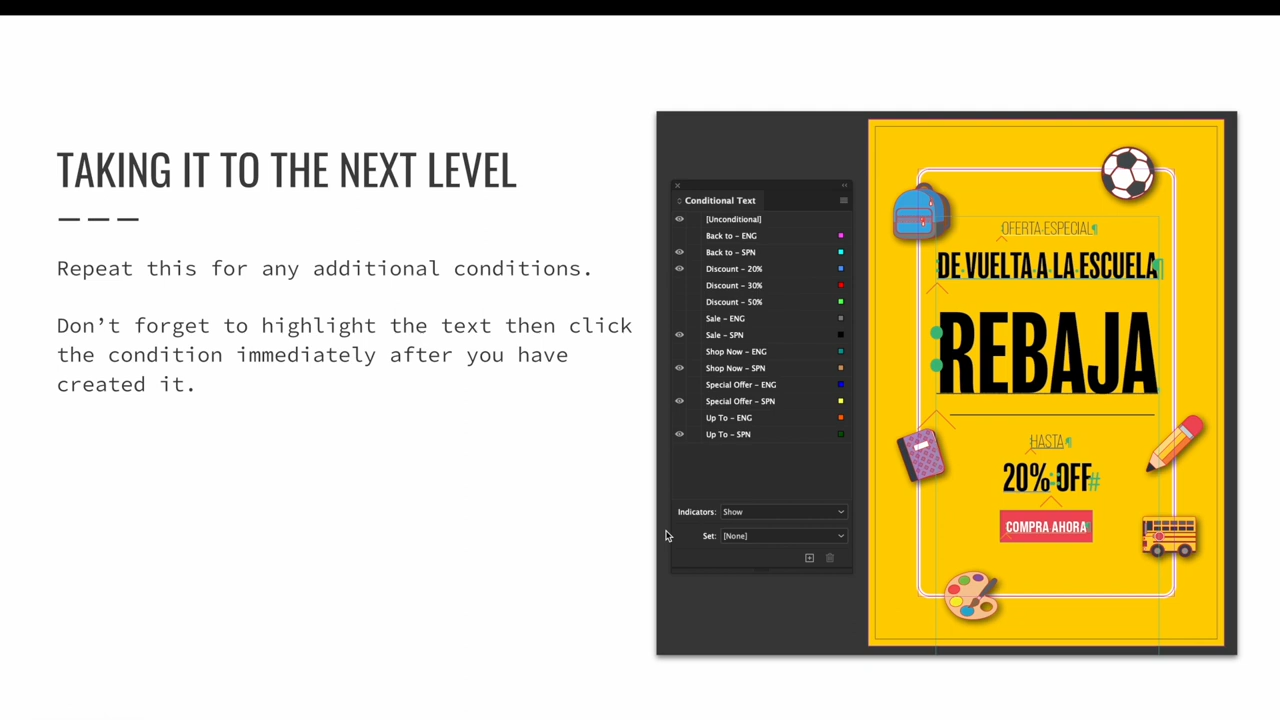 TAKING IT TO THE NEXT LEVEL
Repeat this for any additional conditions.
Don’t forget to highlight the text then click
the condition immediately after you have
created it.
Conditional Text
[Unconditional]
Back to – ENG
Back to – SPN
Discount – 20%
Discount – 30%
Discount – 50%
Sale – ENG
Sale – SPN
Shop Now – ENG
Shop Now – SPN
Special Offer – ENG
Special Offer – SPN
Up To – ENG
Up To – SPN
Indicators: Show
Set: [None]
OFERTA ESPECIAL¶
DE VUELTA A LA ESCUELA¶
REBAJA
HASTA¶
20% OFF#
COMPRA AHORA